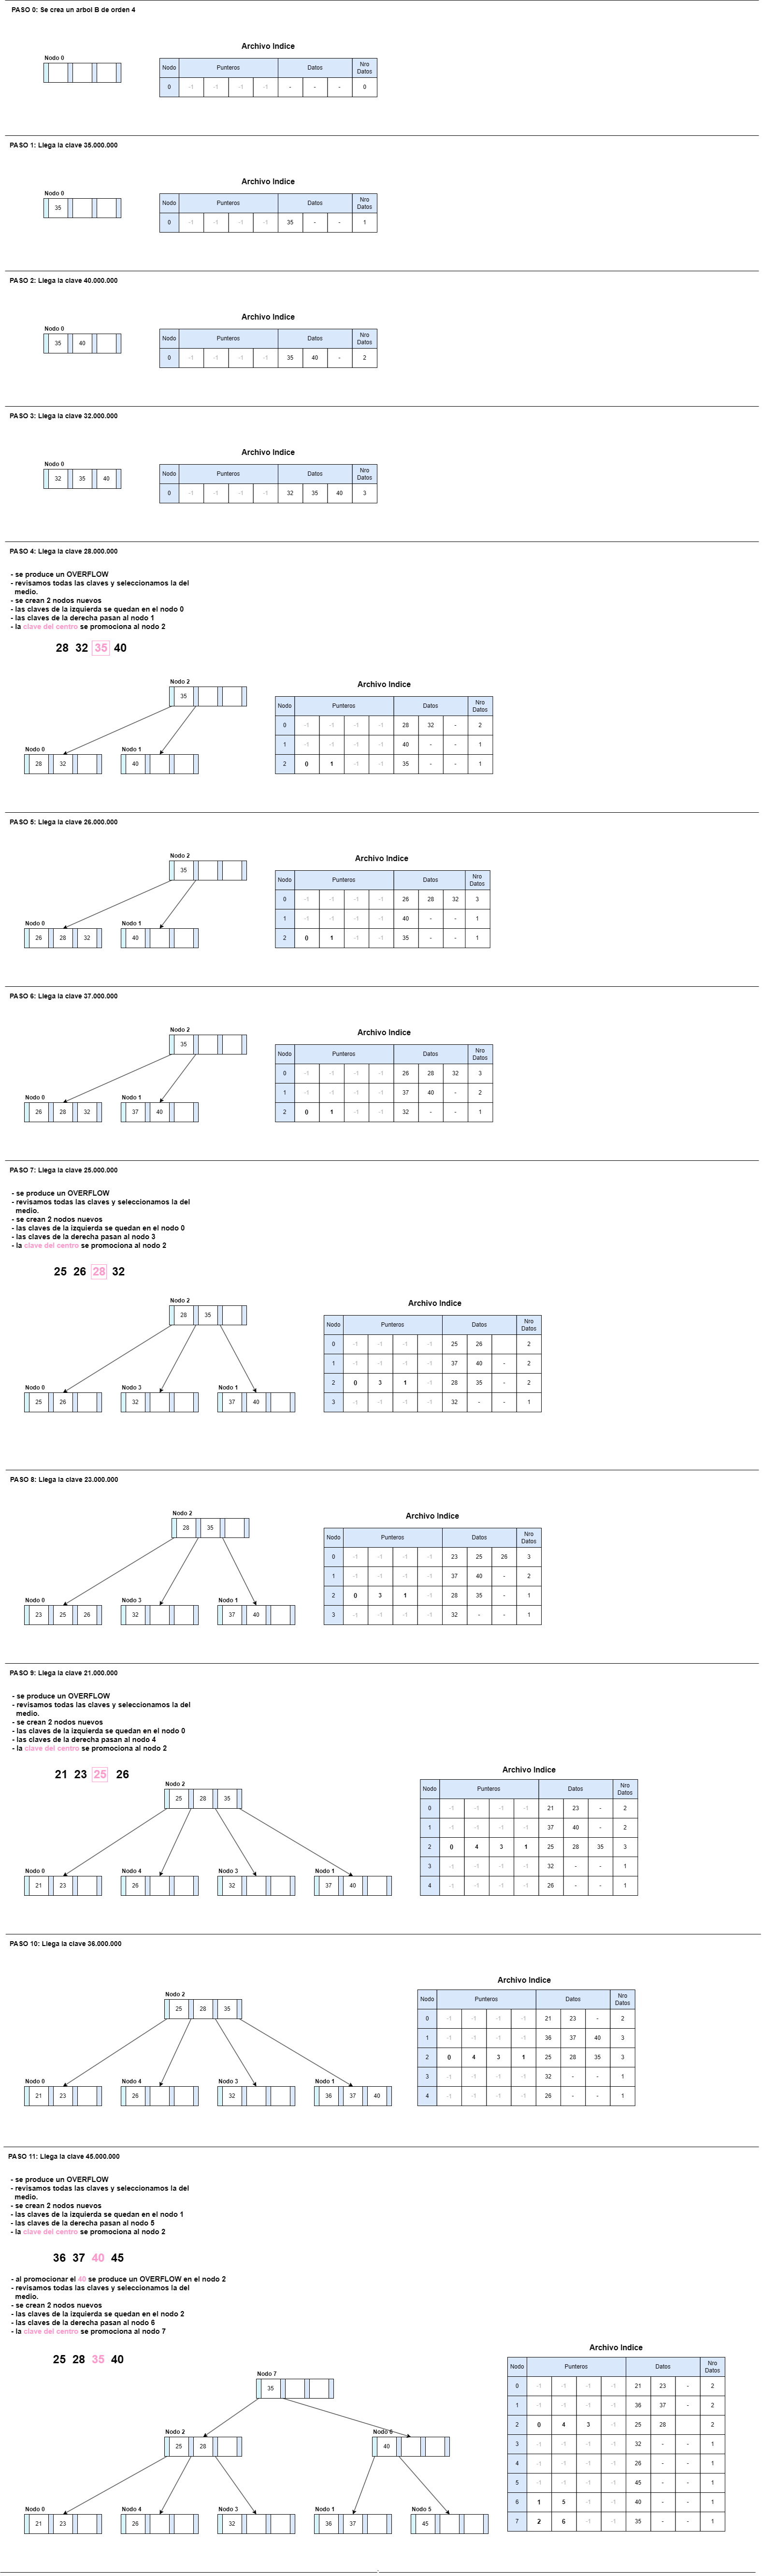 PASO 0: Se crea un arbol B de orden 4
Archivo Indice
Nodo 0
Nodo Punteros Datos Nro Datos
0 -1 -1 -1 -1 - - - 0
PASO 1: Llega la clave 35.000.000
Archivo Indice
Nodo 0
35
Nodo Punteros Datos Nro Datos
0 -1 -1 -1 -1 35 - - 1
PASO 2: Llega la clave 40.000.000
Archivo Indice
Nodo 0
35 40
Nodo Punteros Datos Nro Datos
0 -1 -1 -1 -1 35 40 - 2
PASO 3: Llega la clave 32.000.000
Archivo Indice
Nodo 0
32 35 40
Nodo Punteros Datos Nro Datos
0 -1 -1 -1 -1 32 35 40 3
PASO 4: Llega la clave 28.000.000
- se produce un OVERFLOW
- revisamos todas las claves y seleccionamos la del
medio.
- se crean 2 nodos nuevos
- las claves de la izquierda se quedan en el nodo 0
- las claves de la derecha pasan al nodo 1
- la clave del centro se promociona al nodo 2
28 32 35 40
Nodo 2
35
Nodo 0 Nodo 1
28 32 40
Archivo Indice
Nodo Punteros Datos Nro Datos
0 -1 -1 -1 -1 28 32 - 2
1 -1 -1 -1 -1 40 - - 1
2 0 1 -1 -1 35 - - 1
PASO 5: Llega la clave 26.000.000
Nodo 2
35
Nodo 0 Nodo 1
26 28 32 40
Archivo Indice
Nodo Punteros Datos Nro Datos
0 -1 -1 -1 -1 26 28 32 3
1 -1 -1 -1 -1 40 - - 1
2 0 1 -1 -1 35 - - 1
PASO 6: Llega la clave 37.000.000
Nodo 2
35
Nodo 0 Nodo 1
26 28 32 37 40
Archivo Indice
Nodo Punteros Datos Nro Datos
0 -1 -1 -1 -1 26 28 32 3
1 -1 -1 -1 -1 37 40 - 2
2 0 1 -1 -1 32 - - 1
PASO 7: Llega la clave 25.000.000
- se produce un OVERFLOW
- revisamos todas las claves y seleccionamos la del
medio.
- se crean 2 nodos nuevos
- las claves de la izquierda se quedan en el nodo 0
- las claves de la derecha pasan al nodo 3
- la clave del centro se promociona al nodo 2
25 26 28 32
Nodo 2
28 35
Nodo 0 Nodo 3 Nodo 1
25 26 32 37 40
Archivo Indice
Nodo Punteros Datos Nro Datos
0 -1 -1 -1 -1 25 26 2
1 -1 -1 -1 -1 37 40 - 2
2 0 3 1 -1 28 35 - 2
3 -1 -1 -1 -1 32 - - 1
PASO 8: Llega la clave 23.000.000
Nodo 2
28 35
Nodo 0 Nodo 3 Nodo 1
23 25 26 32 37 40
Archivo Indice
Nodo Punteros Datos Nro Datos
0 -1 -1 -1 -1 23 25 26 3
1 -1 -1 -1 -1 37 40 - 2
2 0 3 1 -1 28 35 - 1
3 -1 -1 -1 -1 32 - - 1
PASO 9: Llega la clave 21.000.000
- se produce un OVERFLOW
- revisamos todas las claves y seleccionamos la del
medio.
- se crean 2 nodos nuevos
- las claves de la izquierda se quedan en el nodo 0
- las claves de la derecha pasan al nodo 4
- la clave del centro se promociona al nodo 2
21 23 25 26
Nodo 2
25 28 35
Nodo 0 Nodo 4 Nodo 3 Nodo 1
21 23 26 32 37 40
Archivo Indice
Nodo Punteros Datos Nro Datos
0 -1 -1 -1 -1 21 23 - 2
1 -1 -1 -1 -1 37 40 - 2
2 0 4 3 1 25 28 35 3
3 -1 -1 -1 -1 32 - - 1
4 -1 -1 -1 -1 26 - - 1
PASO 10: Llega la clave 36.000.000
Nodo 2
25 28 35
Nodo 0 Nodo 4 Nodo 3 Nodo 1
21 23 26 32 36 37 40
Archivo Indice
Nodo Punteros Datos Nro Datos
0 -1 -1 -1 -1 21 23 - 2
1 -1 -1 -1 -1 36 37 40 3
2 0 4 3 1 25 28 35 3
3 -1 -1 -1 -1 32 - - 1
4 -1 -1 -1 -1 26 - - 1
PASO 11: Llega la clave 45.000.000
- se produce un OVERFLOW
- revisamos todas las claves y seleccionamos la del
medio.
- se crean 2 nodos nuevos
- las claves de la izquierda se quedan en el nodo 1
- las claves de la derecha pasan al nodo 5
- la clave del centro se promociona al nodo 2
36 37 40 45
- al promocionar el 40 se produce un OVERFLOW en el nodo 2
- revisamos todas las claves y seleccionamos la del
medio.
- se crean 2 nodos nuevos
- las claves de la izquierda se quedan en el nodo 2
- las claves de la derecha pasan al nodo 6
- la clave del centro se promociona al nodo 7
25 28 35 40
Nodo 7
35
Nodo 2 Nodo 6
25 28 40
Nodo 0 Nodo 4 Nodo 3 Nodo 1 Nodo 5
21 23 26 32 36 37 45
Archivo Indice
Nodo Punteros Datos Nro Datos
0 -1 -1 -1 -1 21 23 - 2
1 -1 -1 -1 -1 36 37 - 2
2 0 4 3 -1 25 28 2
3 -1 -1 -1 -1 32 - - 1
4 -1 -1 -1 -1 26 - - 1
5 -1 -1 -1 -1 45 - - 1
6 1 5 -1 -1 40 - - 1
7 2 6 -1 -1 35 - - 1